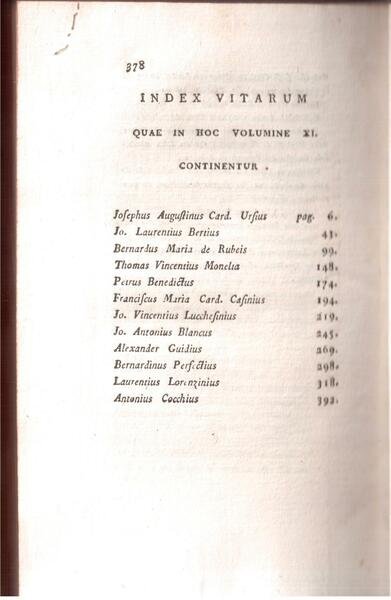 378
INDEX VITARUM
QUAE IN HOC VOLUMINE XI.
CONTINENTUR .
Joſephus Auguſtinus Card. Urſius pag. 6.
Jo. Laurentius Bertius 41.
Bernardus Maria de Rubeis 99.
Thomas Vincentius Monelia 148.
Petrus Benedictus 174.
Franciſcus Maria Card. Caſinius 194.
Jo. Vincentius Luccheſinius 219.
Jo. Antonius Blancus 245.
Alexander Guidius 269.
Bernardinus Perfectius 298.
Laurentius Lorenzinius 318.
Antonius Cocchius 392.